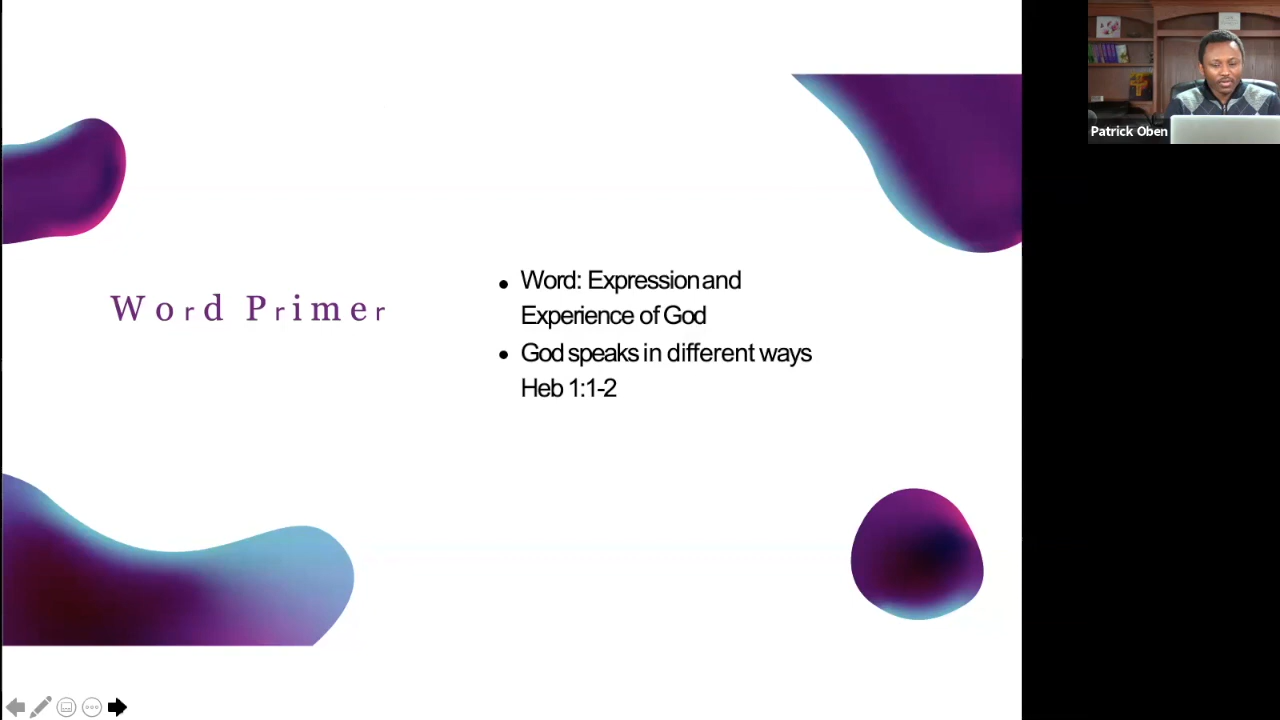 Word Primer
• Word: Expression and
Experience of God
• God speaks in different ways
Heb 1:1-2
Patrick Oben